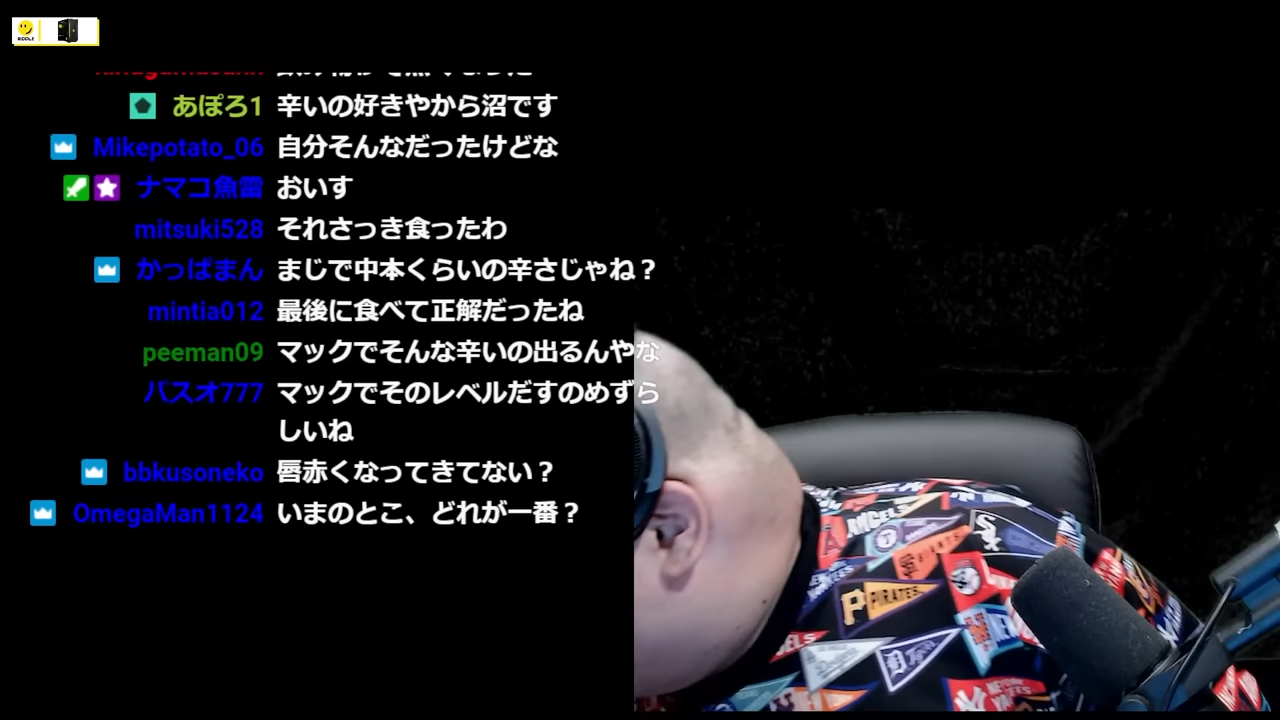 あぽろ1 辛いの好きやから沼です
Mikepotato_06 自分そんなだったけどな
ナマコ魚雷 おいす
mitsuki528 それさっき食ったわ
かっぱまん まじで中本くらいの辛さじゃね？
mintia012 最後に食べて正解だったね
peeman09 マックでそんな辛いの出るんやな
パスオ777 マックでそのレベルだすのめずら
しいね
bbkusoneko 唇赤くなってきてない？
OmegaMan1124 いまのとこ、どれが一番？
ANGELS
GIANTS
P PIRATES
D